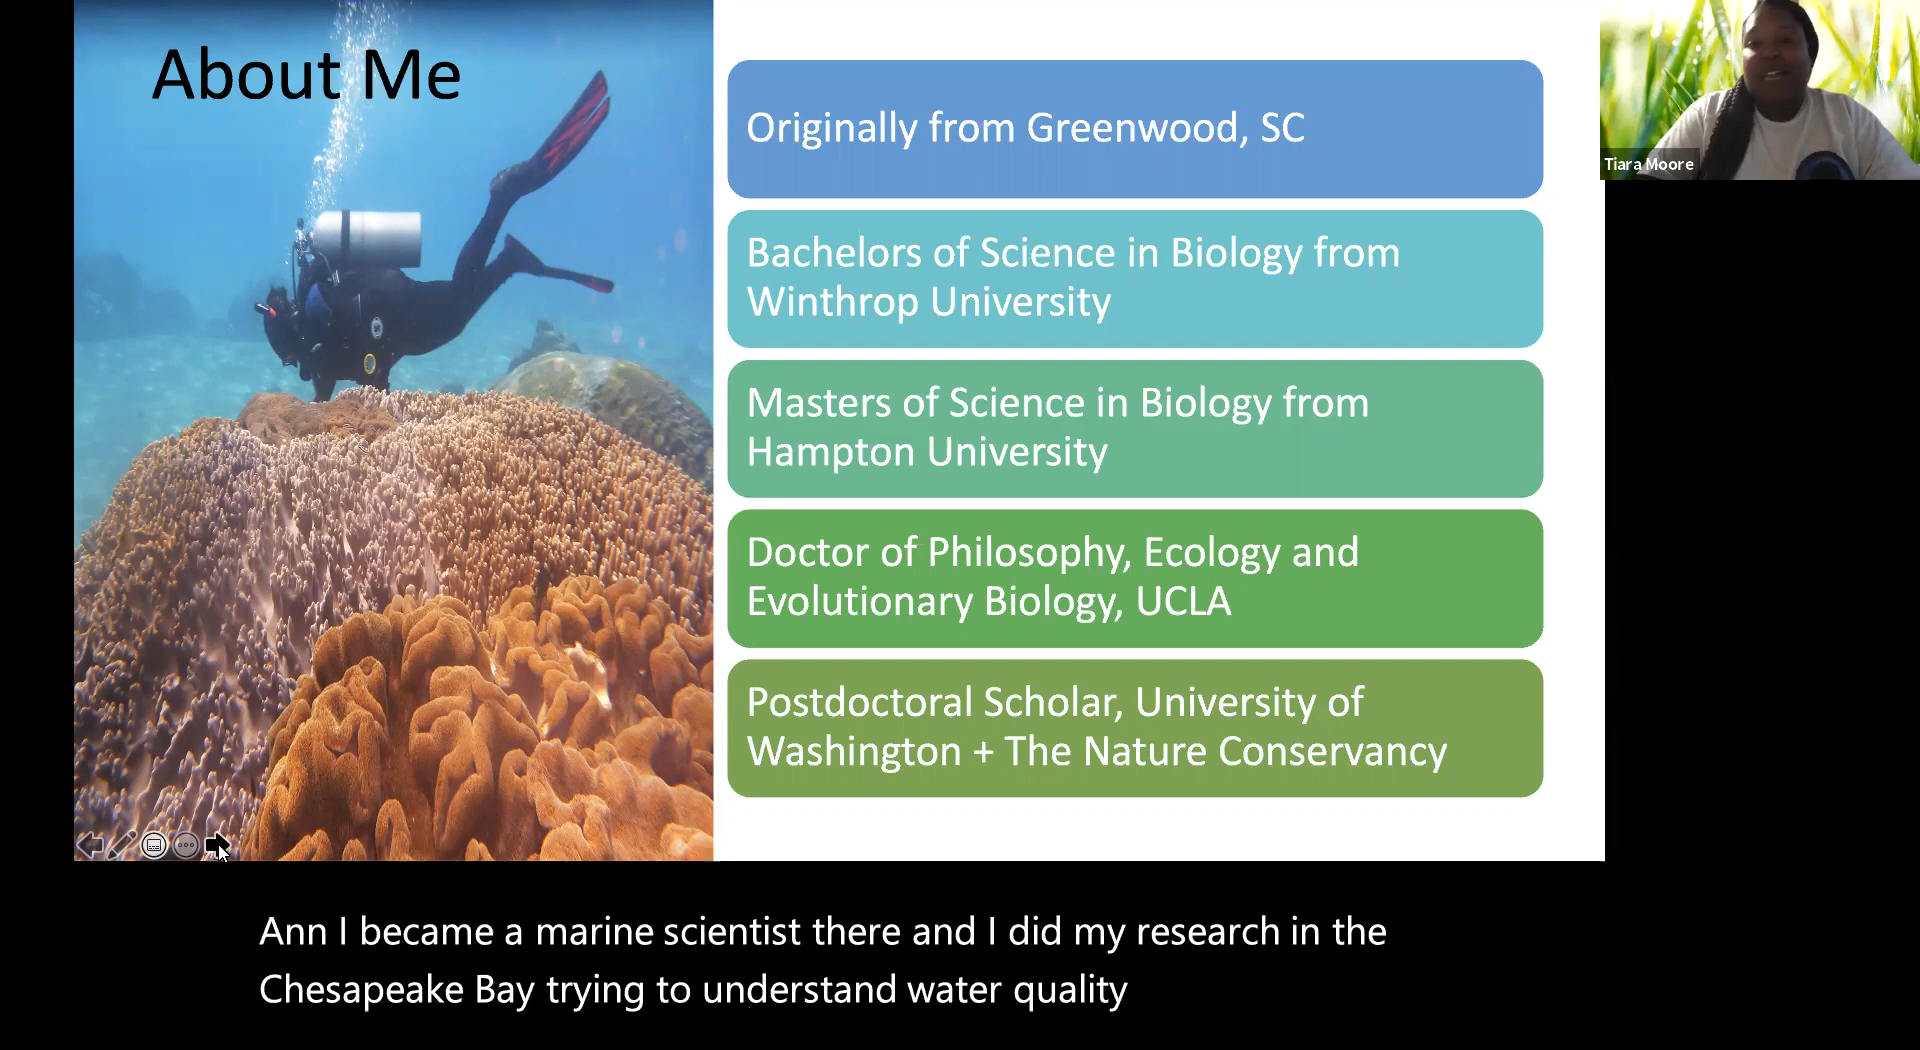 About Me
Originally from Greenwood, SC
Bachelors of Science in Biology from
Winthrop University
Masters of Science in Biology from
Hampton University
Doctor of Philosophy, Ecology and
Evolutionary Biology, UCLA
Postdoctoral Scholar, University of
Washington + The Nature Conservancy
Tiara Moore
Ann I became a marine scientist there and I did my research in the
Chesapeake Bay trying to understand water quality